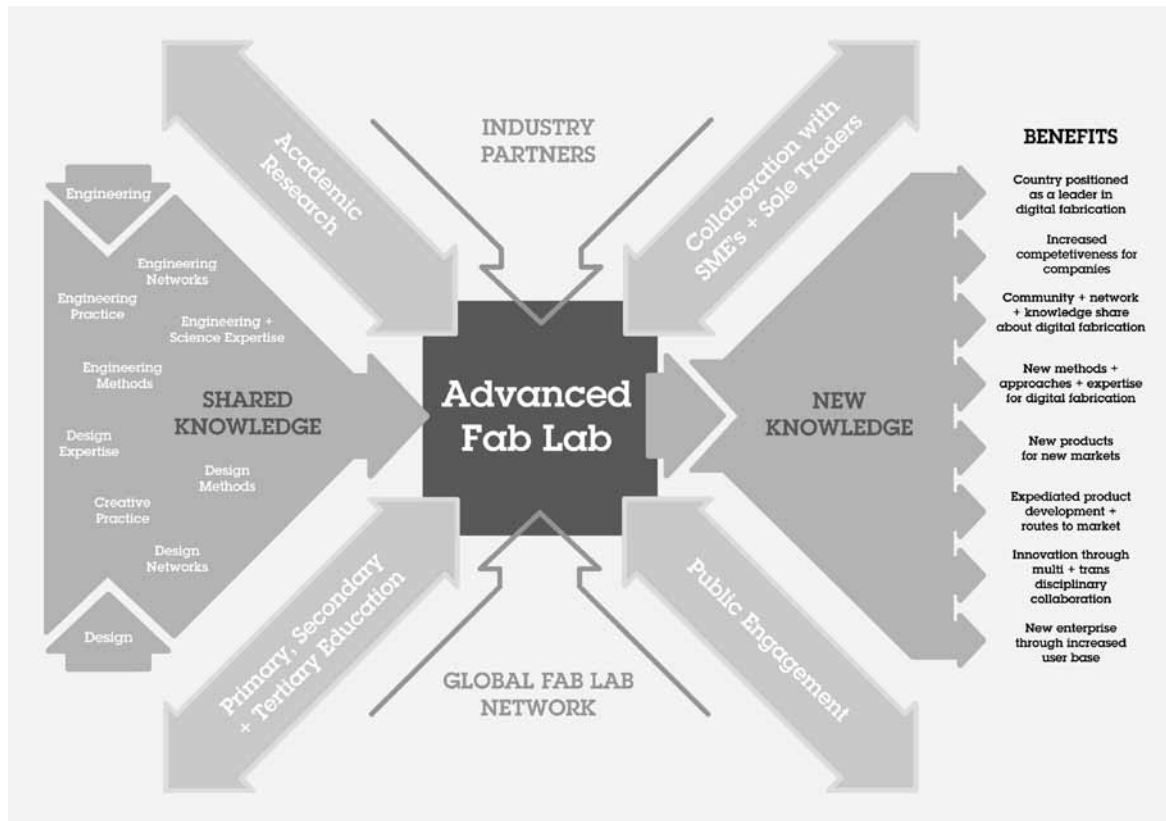 Academic
Research
INDUSTRY
PARTNERS
Collaboration with
SME's + Sole Traders
Engineering
Engineering
Networks
Engineering
Practice
Engineering +
Science Expertise
Engineering
Methods
SHARED
KNOWLEDGE
Design
Expertise
Design
Methods
Creative
Practice
Design
Networks
Design
Advanced
Fab Lab
Primary, Secondary
+ Tertiary Education
GLOBAL FAB LAB
NETWORK
Public Engagement
NEW
KNOWLEDGE
BENEFITS
Country positioned
as a leader in
digital fabrication
Increased
competetiveness for
companies
Community + network
+ knowledge share
about digital fabrication
New methods +
approaches + expertise
for digital fabrication
New products
for new markets
Expediated product
development +
routes to market
Innovation through
multi + trans
disciplinary
collaboration
New enterprise
through increased
user base